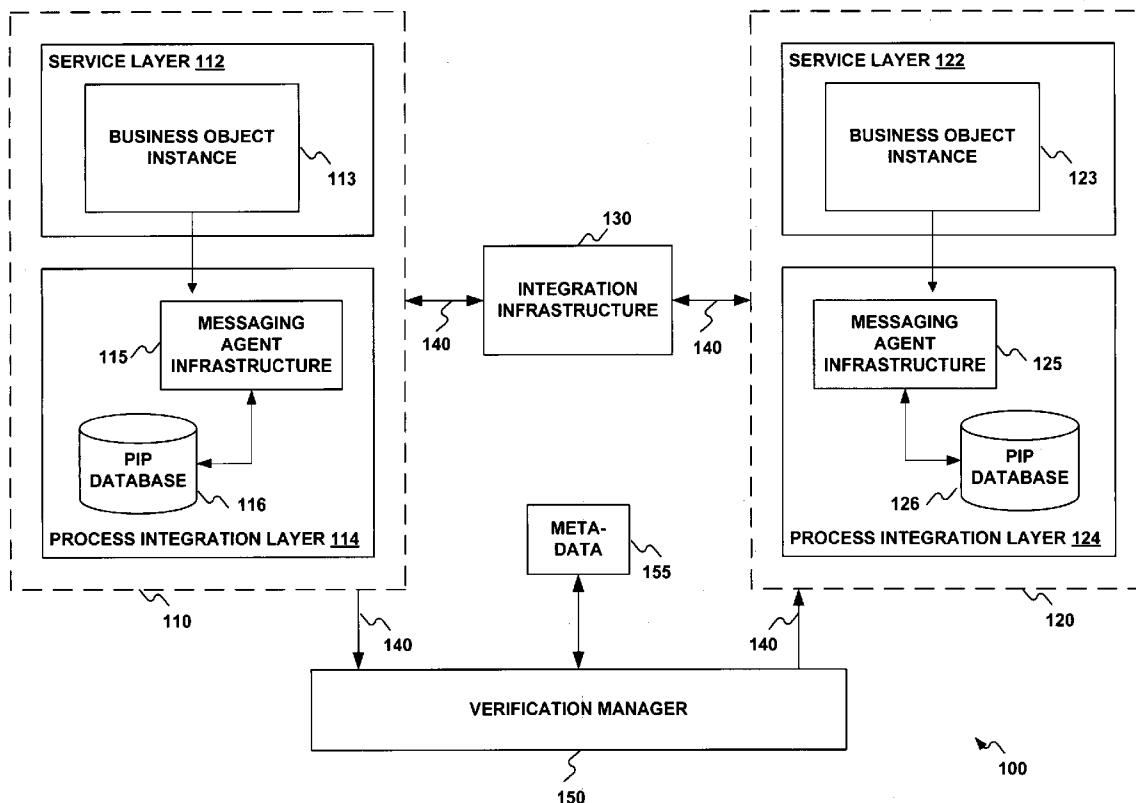 SERVICE LAYER 112
BUSINESS OBJECT
INSTANCE
113
MESSAGING
AGENT
INFRASTRUCTURE
115
PIP
DATABASE
116
PROCESS INTEGRATION LAYER 114
110
140
130
INTEGRATION
INFRASTRUCTURE
140
140
META-
DATA
155
SERVICE LAYER 122
BUSINESS OBJECT
INSTANCE
123
MESSAGING
AGENT
INFRASTRUCTURE
125
PIP
DATABASE
126
PROCESS INTEGRATION LAYER 124
120
140
VERIFICATION MANAGER
150
100